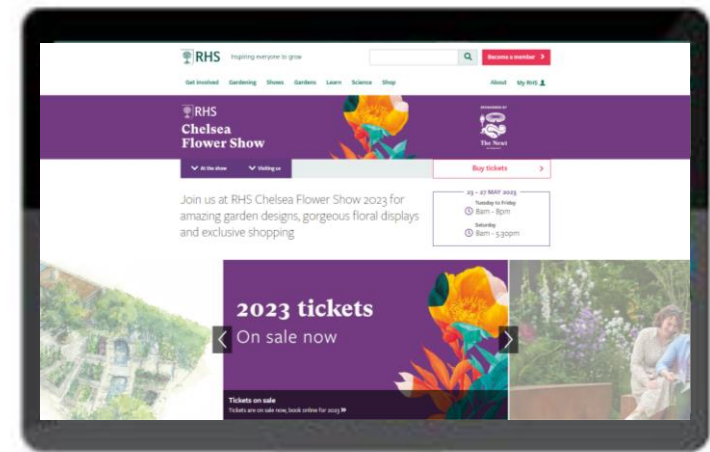 RHS
Inspiring everyone to grow
Become a member
Get involved Gardening Shows Gardens Learn Science Shop
About My RHS
RHS
Chelsea
Flower Show
SPONSORED BY
The Newt
At the show Visiting us
Buy tickets
Join us at RHS Chelsea Flower Show 2023 for
amazing garden designs, gorgeous floral displays
and exclusive shopping
23 - 27 MAY 2023
Tuesday to Friday
8am - 8pm
Saturday
8am - 5.30pm
2023 tickets
On sale now
Tickets on sale
Tickets are on sale now, book online for 2023